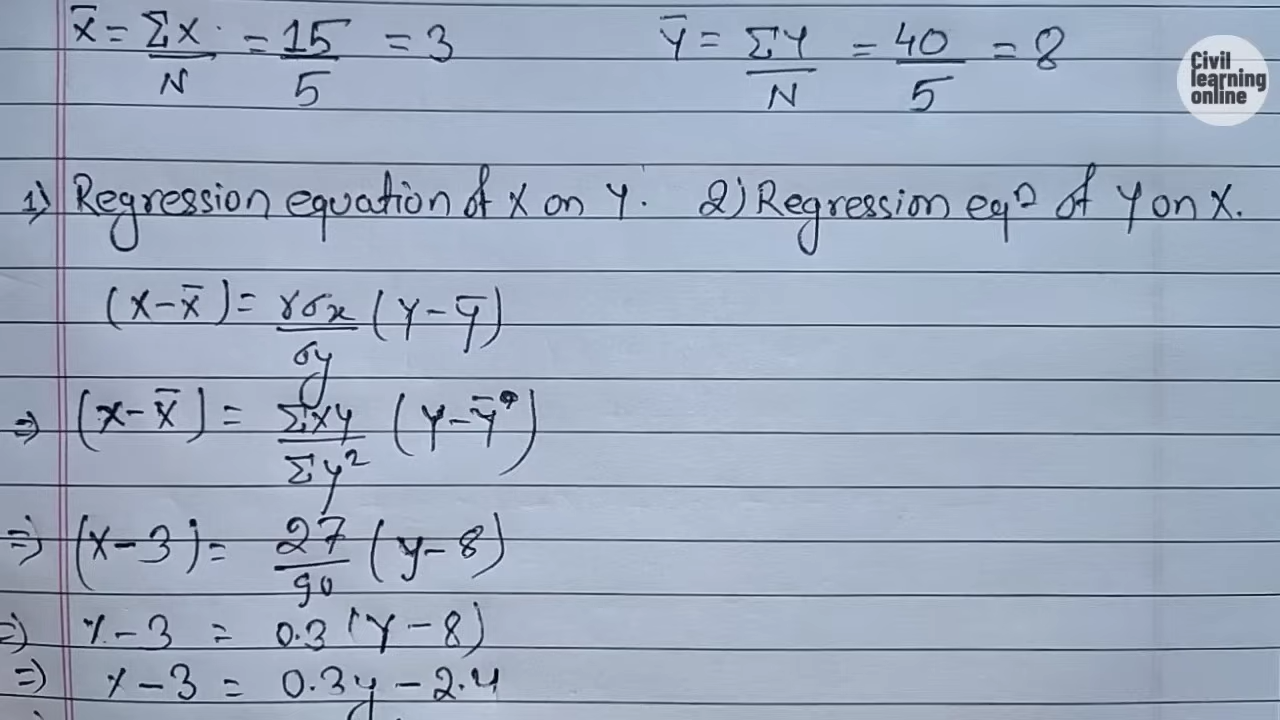 X̄ = ΣX/N = 15/5 = 3    Ȳ = ΣY/N = 40/5 = 8
Civil
learning
online
1) Regression equation of X on Y.    2) Regression eqn of Y on X.
(X-X̄) = rσx/σy (Y-Ȳ)
⇒ (x-X̄) = Σxy/Σy² (Y-Ȳ)
⇒ (x-3) = 27/90 (y-8)
⇒ x-3 = 0.3(Y-8)
⇒ x-3 = 0.3y-2.4